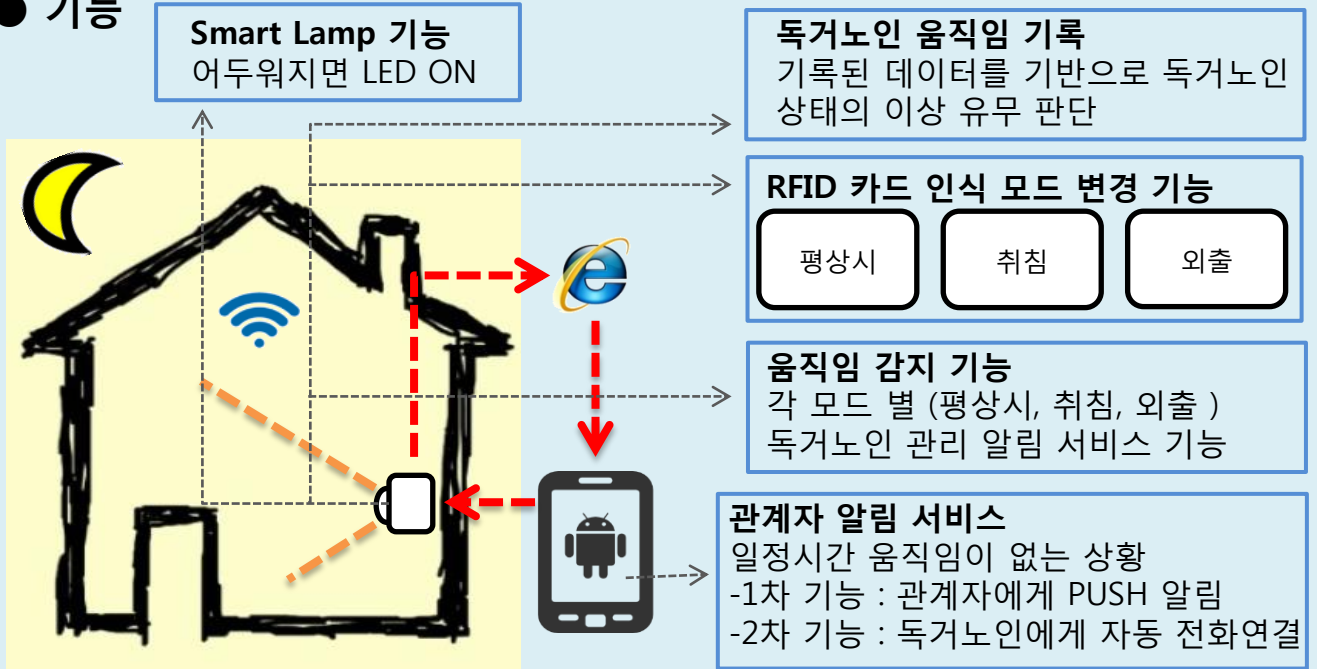 ● 기능
Smart Lamp 기능
어두워지면 LED ON
독거노인 움직임 기록
기록된 데이터를 기반으로 독거노인
상태의 이상 유무 판단
RFID 카드 인식 모드 변경 기능
평상시
취침
외출
움직임 감지 기능
각 모드 별 (평상시, 취침, 외출 )
독거노인 관리 알림 서비스 기능
관계자 알림 서비스
일정시간 움직임이 없는 상황
-1차 기능 : 관계자에게 PUSH 알림
-2차 기능 : 독거노인에게 자동 전화연결